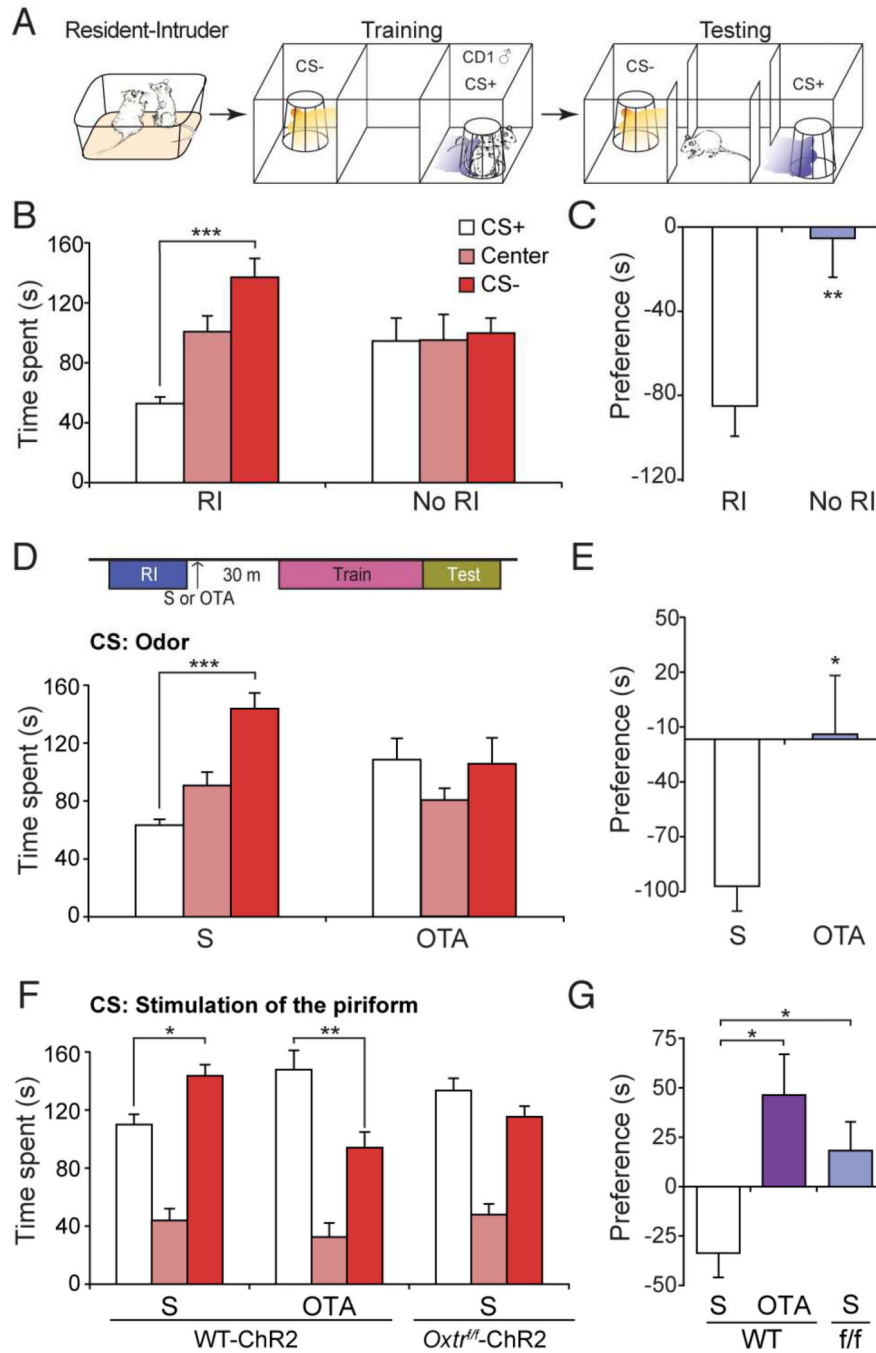 A
Resident-Intruder
Training
Testing
CS-
CD1 ♂
CS+
CS-
CS+
B
CS+
Center
CS-
Time spent (s)
160
120
80
40
0
***
RI
No RI
C
Preference (s)
0
-40
-80
-120
**
RI
No RI
D
RI
30 m
Train
Test
S or OTA
CS: Odor
Time spent (s)
160
120
80
60
0
***
S
OTA
E
Preference (s)
50
20
-10
-40
-70
-100
*
S
OTA
F
CS: Stimulation of the piriform
Time spent (s)
160
120
80
40
0
*
**
S
OTA
S
WT-ChR2
Oxtrf/f-ChR2
G
Preference (s)
75
50
25
0
-25
-50
*
*
S
OTA
S
WT
f/f